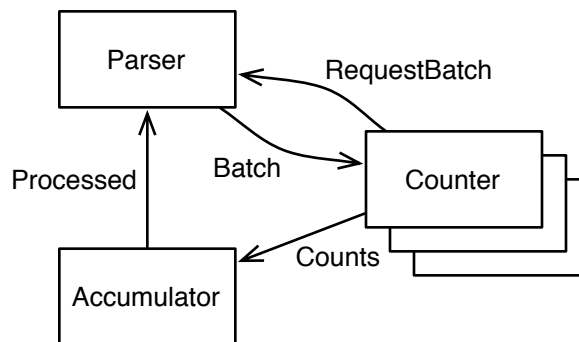 Parser
RequestBatch
Processed
Batch
Counter
Counts
Accumulator